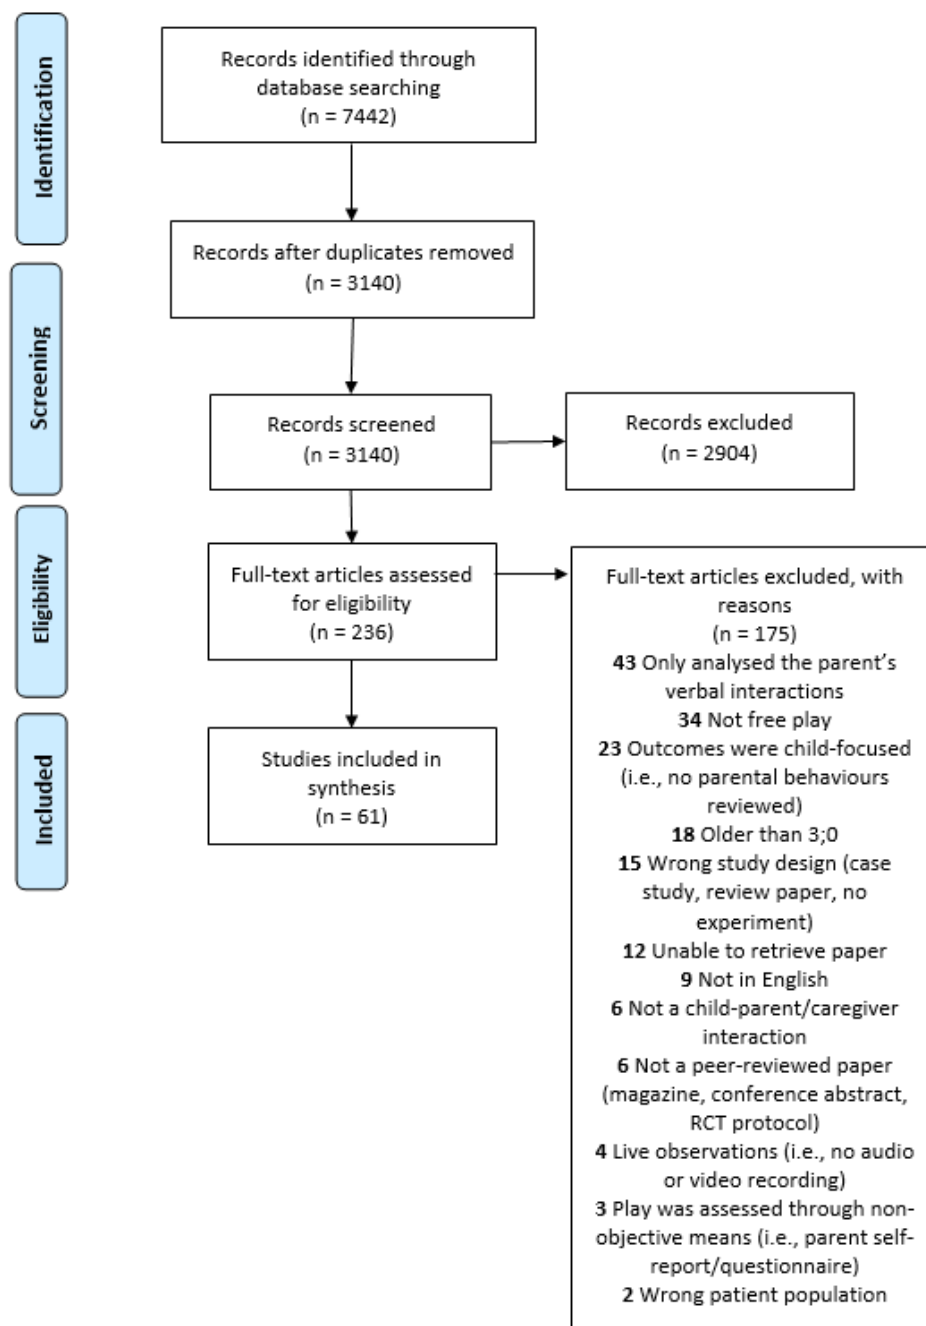 Identification
Records identified through
database searching
(n = 7442)
Records after duplicates removed
(n = 3140)
Screening
Records screened
(n = 3140)
Records excluded
(n = 2904)
Eligibility
Full-text articles assessed
for eligibility
(n = 236)
Full-text articles excluded, with
reasons
(n = 175)
43 Only analysed the parent's
verbal interactions
34 Not free play
23 Outcomes were child-focused
(i.e., no parental behaviours
reviewed)
18 Older than 3;0
15 Wrong study design (case
study, review paper, no
experiment)
12 Unable to retrieve paper
9 Not in English
6 Not a child-parent/caregiver
interaction
6 Not a peer-reviewed paper
(magazine, conference abstract,
RCT protocol)
4 Live observations (i.e., no audio
or video recording)
3 Play was assessed through non-
objective means (i.e., parent self-
report/questionnaire)
2 Wrong patient population
Included
Studies included in
synthesis
(n = 61)